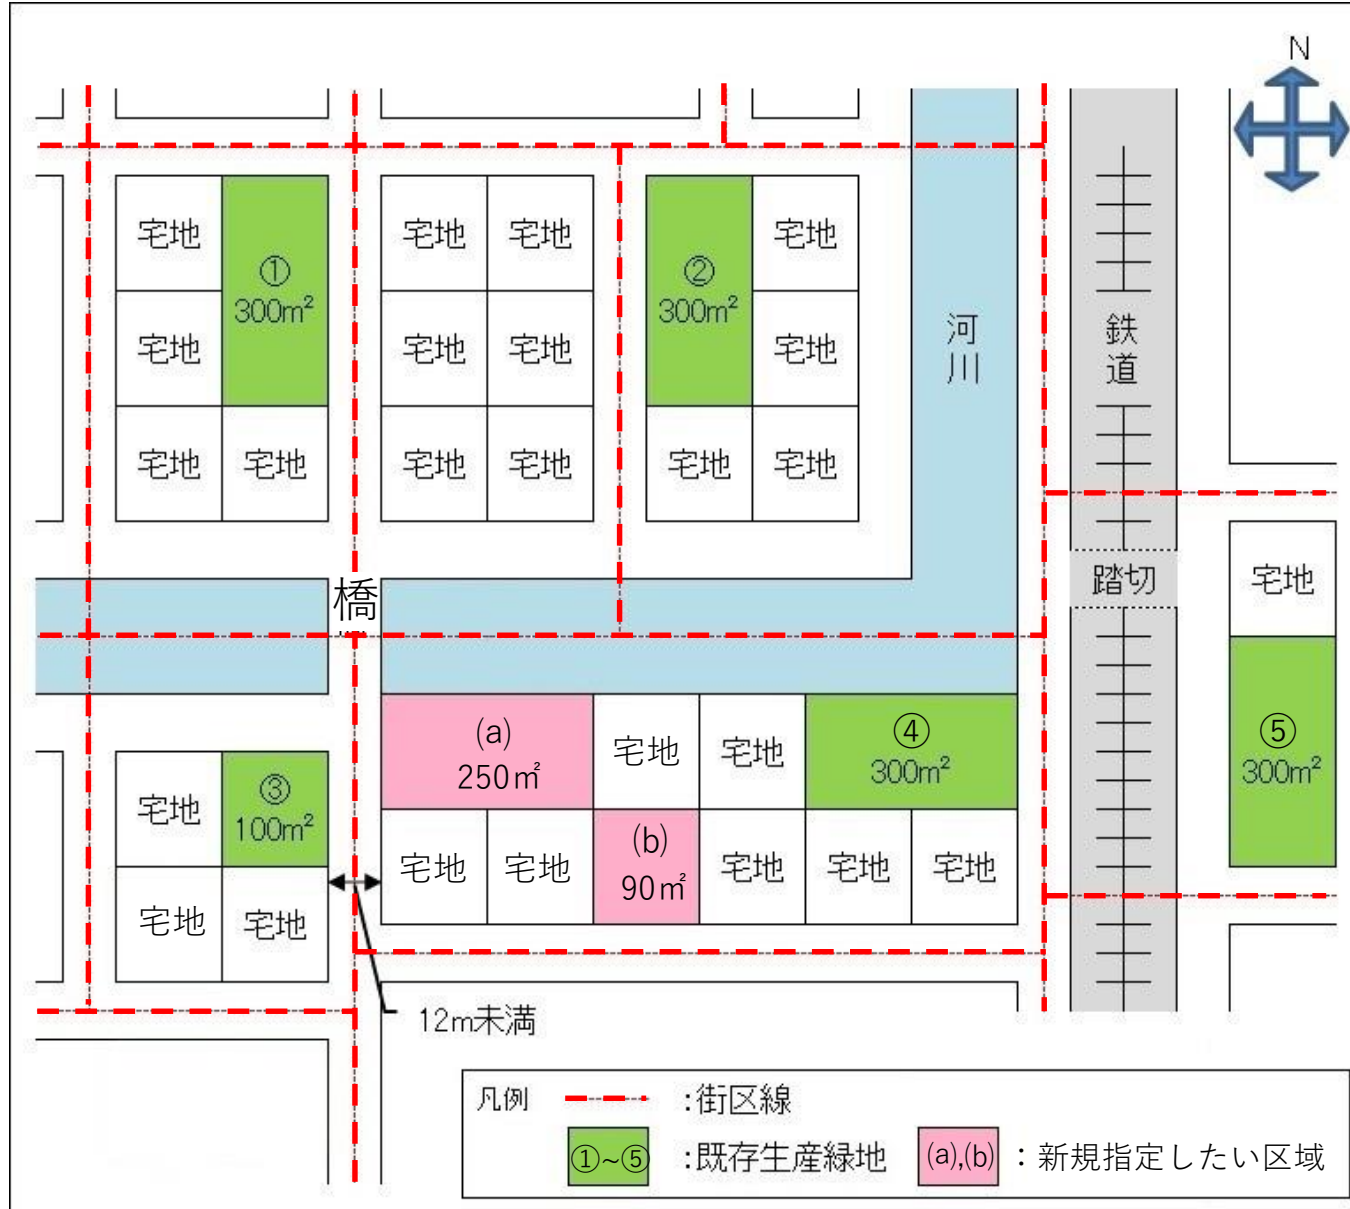 N
宅地
①
300m²
宅地
宅地
②
300m²
宅地
宅地
宅地
宅地
宅地
河川
鉄道
宅地
宅地
宅地
宅地
宅地
宅地
橋
踏切
宅地
(a)
250㎡
宅地
宅地
④
300m²
⑤
300m²
宅地
③
100m²
宅地
宅地
(b)
90㎡
宅地
宅地
宅地
宅地
宅地
12m未満
凡例 :街区線
①~⑤ :既存生産緑地 (a),(b) ：新規指定したい区域